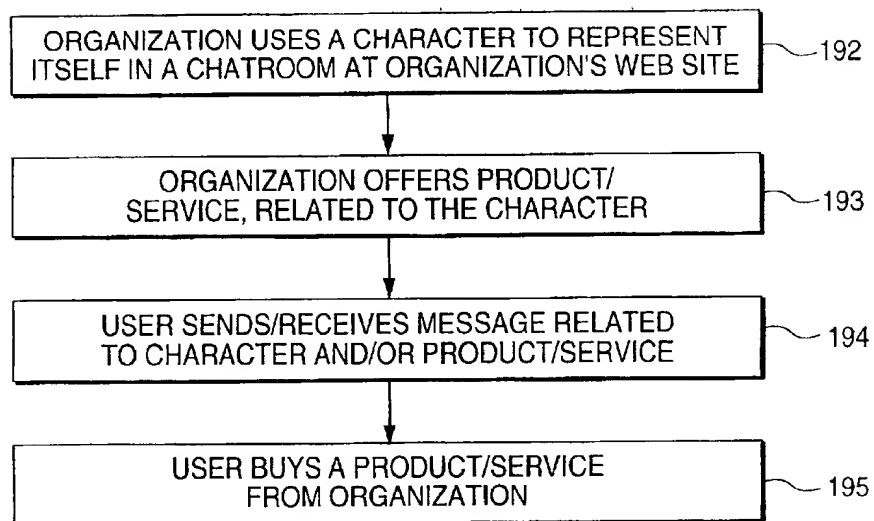 ORGANIZATION USES A CHARACTER TO REPRESENT
ITSELF IN A CHATROOM AT ORGANIZATION'S WEB SITE
192
ORGANIZATION OFFERS PRODUCT/
SERVICE, RELATED TO THE CHARACTER
193
USER SENDS/RECEIVES MESSAGE RELATED
TO CHARACTER AND/OR PRODUCT/SERVICE
194
USER BUYS A PRODUCT/SERVICE
FROM ORGANIZATION
195